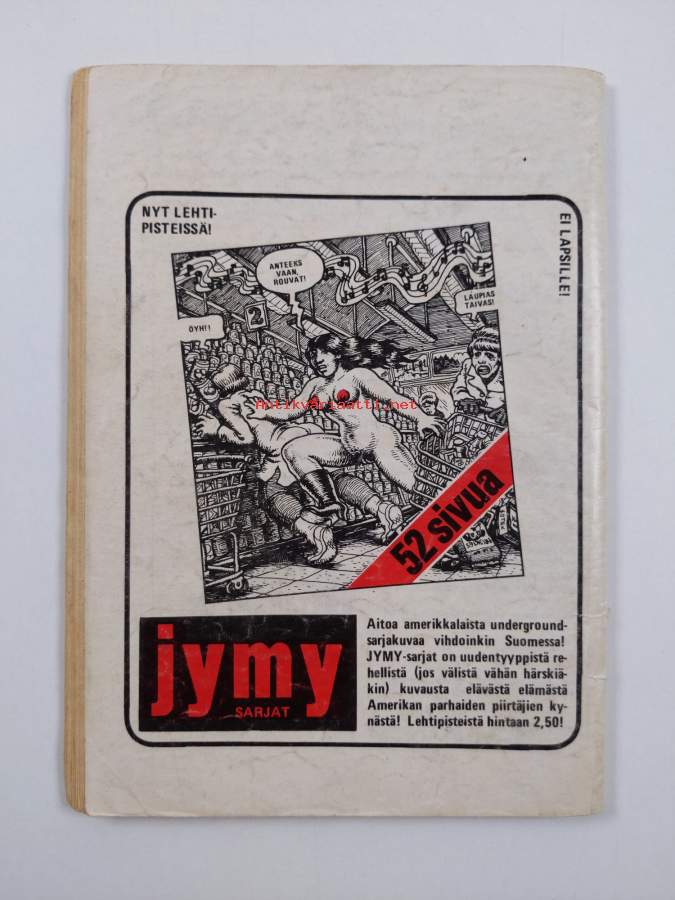 NYT LEHTI-
PISTEISSÄ!
EI LAPSILLE!
ANTEEKS
VAAN,
ROUVAT!
LAUPIAS
TAIVAS!
ÖYH!!
2
Antikvariaatti.net
52 sivua
jymy
SARJAT
Aitoa amerikkalaista underground-
sarjakuvaa vihdoinkin Suomessa!
JYMY-sarjat on uudentyyppistä re-
hellistä (jos välistä vähän härskiä-
kin) kuvausta elävästä elämästä
Amerikan parhaiden piirtäjien ky-
nästä! Lehtipisteistä hintaan 2,50!